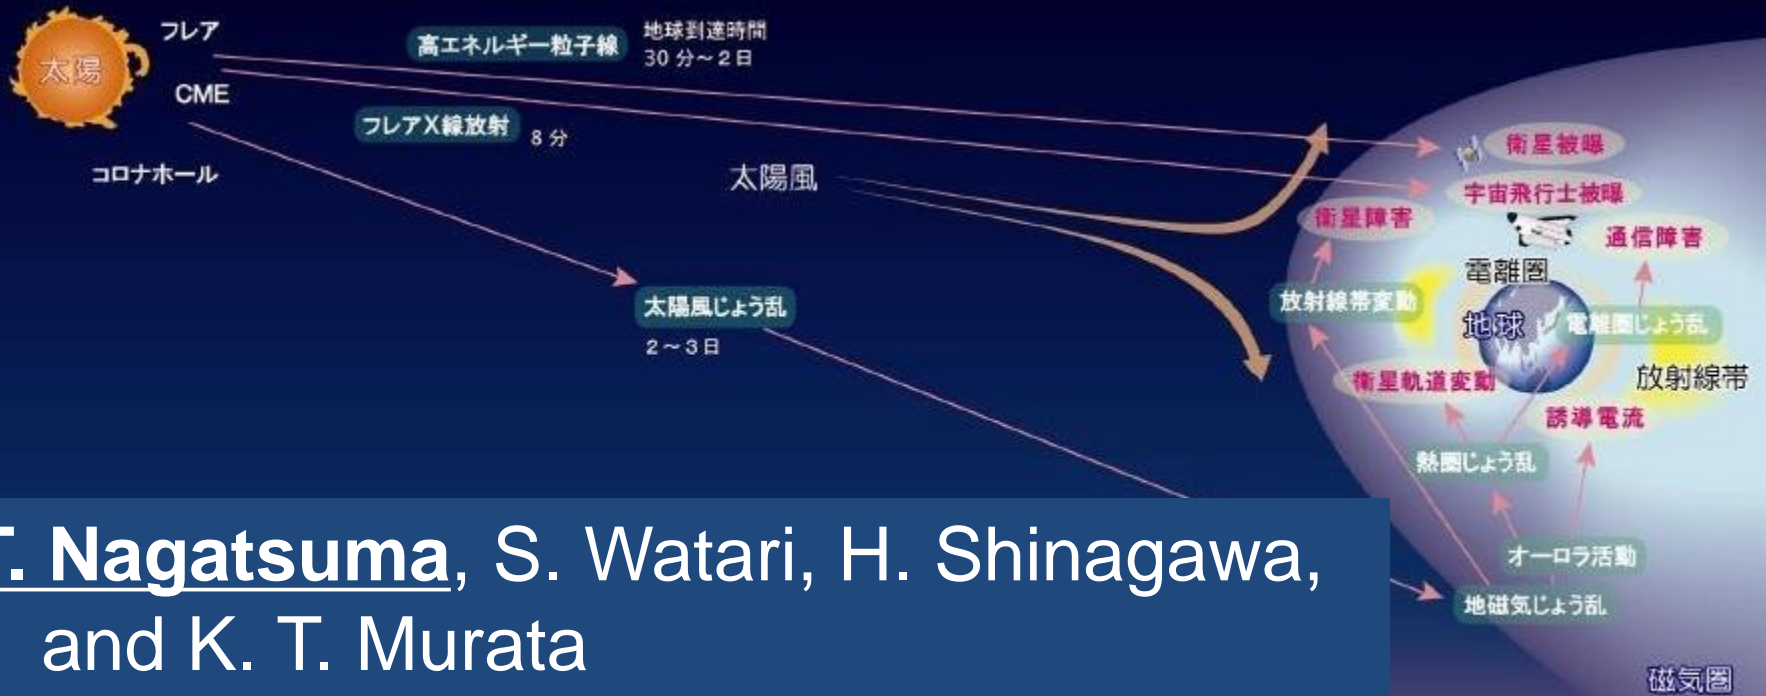 フレア
太陽
CME
コロナホール
高エネルギー粒子線
地球到達時間
30 分～2 日
フレアX線放射
8 分
太陽風
太陽風じょう乱
2～3 日
衛星被曝
宇宙飛行士被曝
衛星障害
通信障害
電離圏
放射線帯変動
地球
電離圏じょう乱
衛星軌道変動
放射線帯
誘導電流
熱圏じょう乱
オーロラ活動
地磁気じょう乱
磁気圏
T. Nagatsuma, S. Watari, H. Shinagawa,
and K. T. Murata